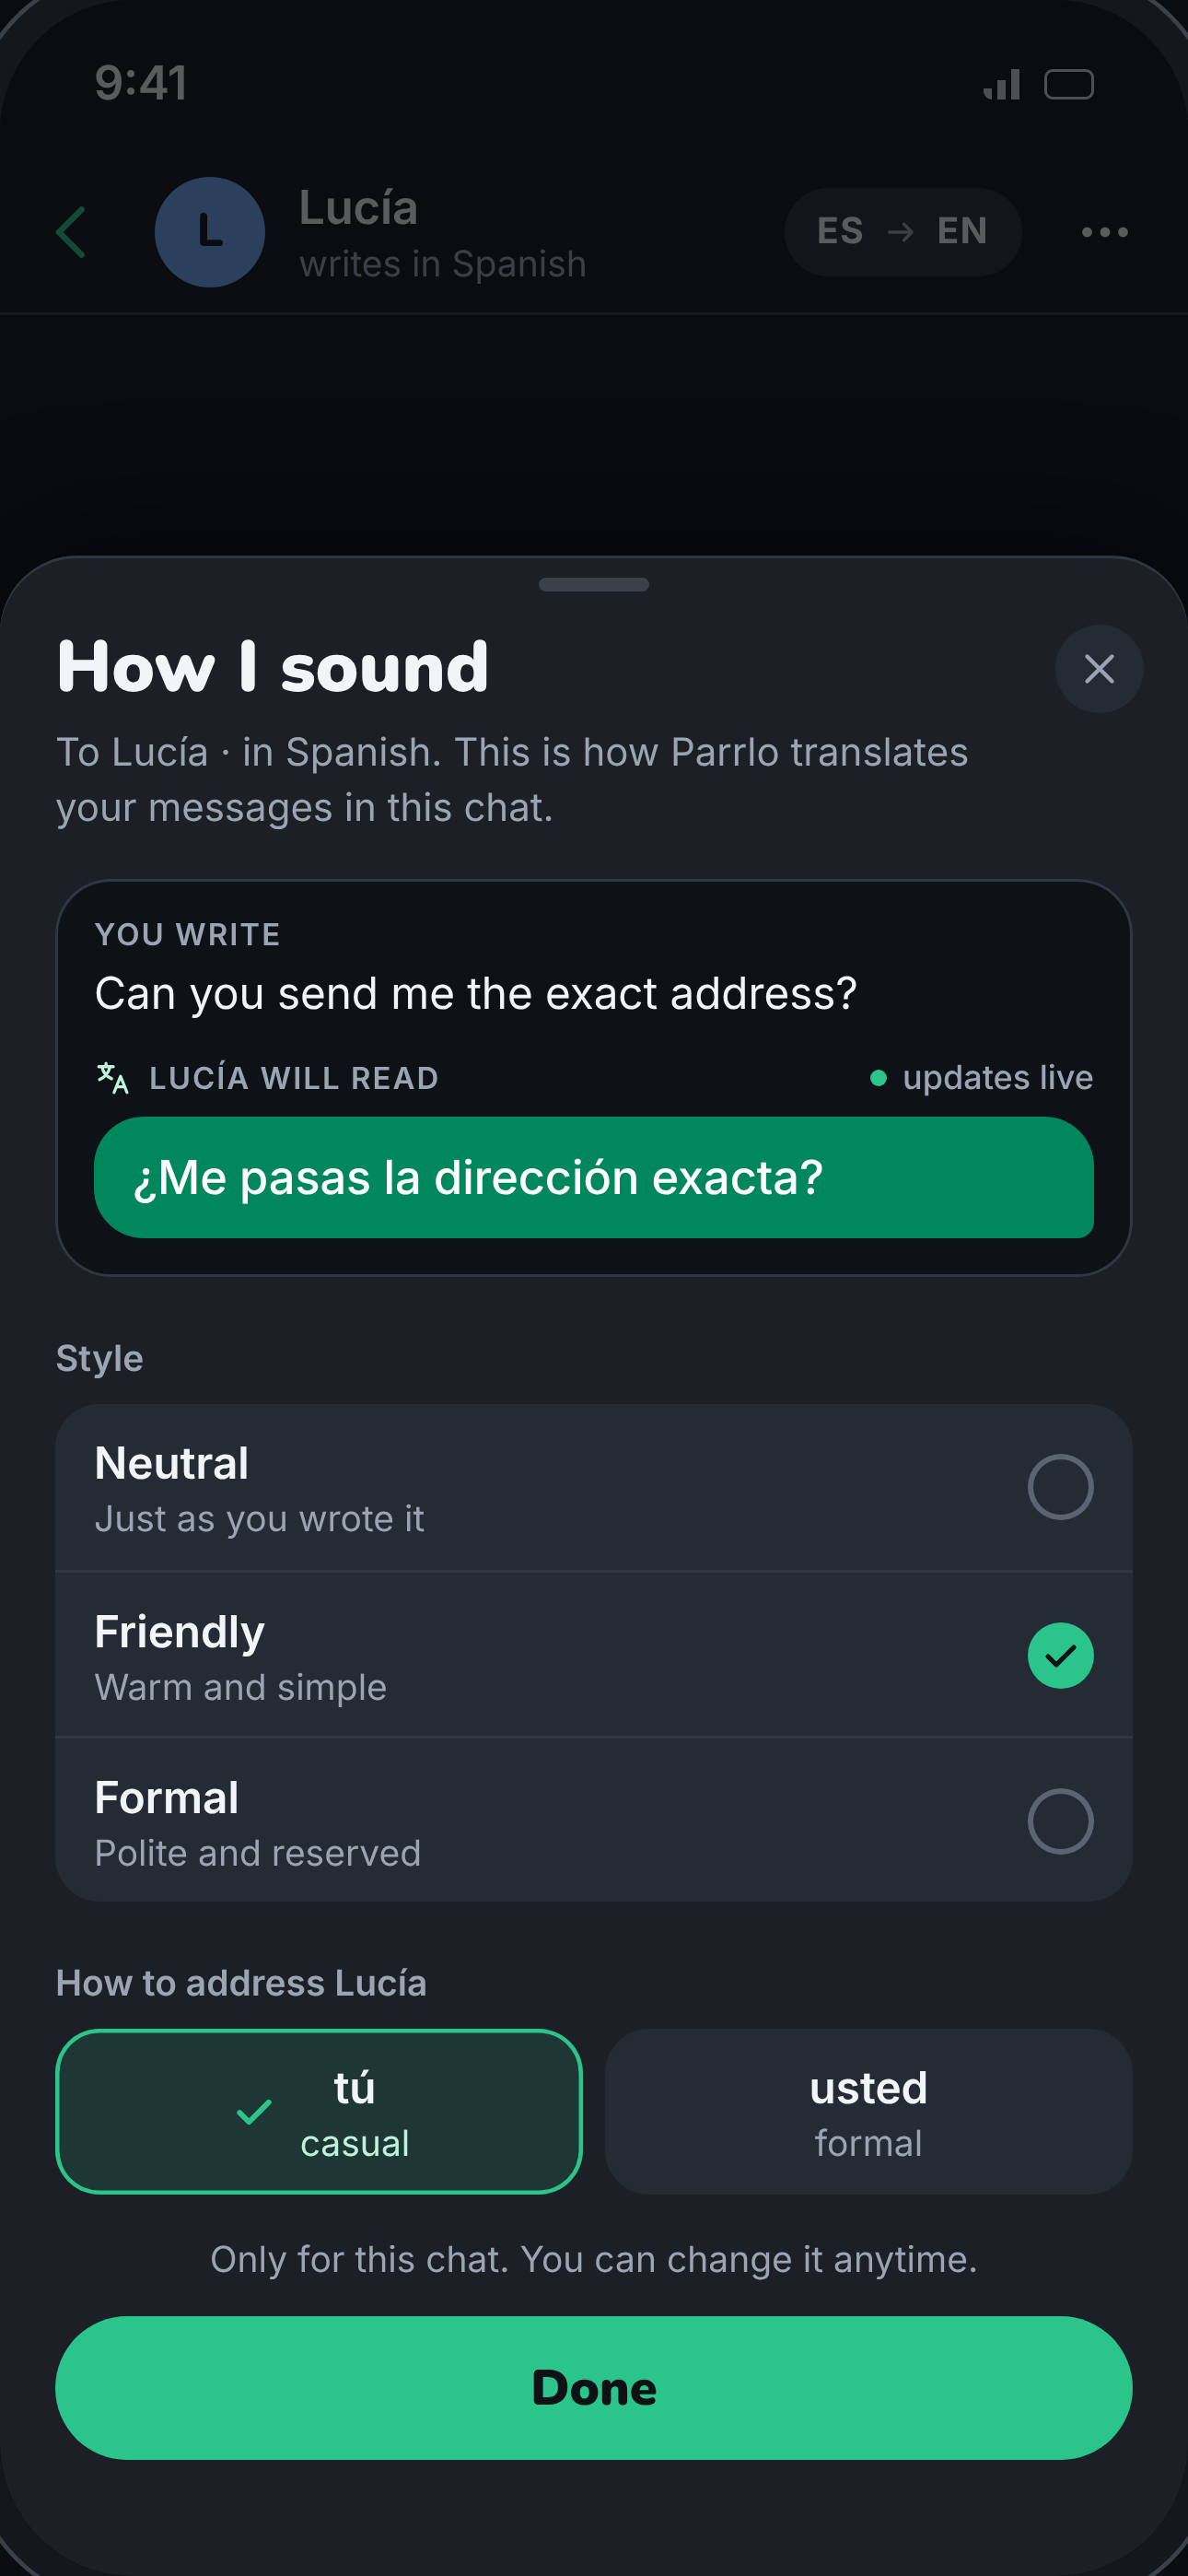 9:41
L
Lucía
writes in Spanish
ES → EN
How I sound
To Lucía · in Spanish. This is how Parrlo translates
your messages in this chat.
YOU WRITE
Can you send me the exact address?
LUCÍA WILL READ
updates live
¿Me pasas la dirección exacta?
Style
Neutral
Just as you wrote it
Friendly
Warm and simple
Formal
Polite and reserved
How to address Lucía
tú
casual
usted
formal
Only for this chat. You can change it anytime.
Done